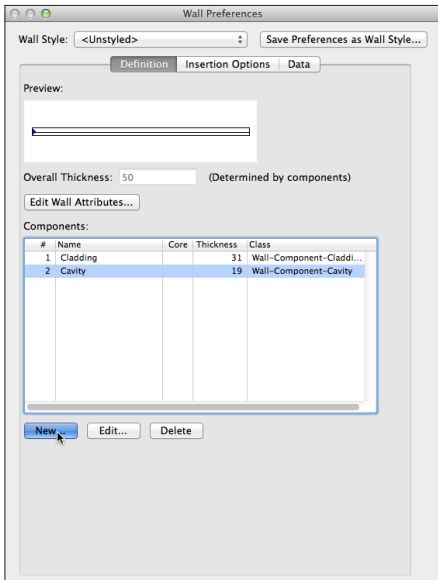 Wall Preferences
Wall Style: <Unstyled> Save Preferences as Wall Style...
Definition Insertion Options Data
Preview:
Overall Thickness: 50 (Determined by components)
Edit Wall Attributes...
Components:
# Name Core Thickness Class
1 Cladding 31 Wall-Component-Claddi...
2 Cavity 19 Wall-Component-Cavity
New... Edit... Delete